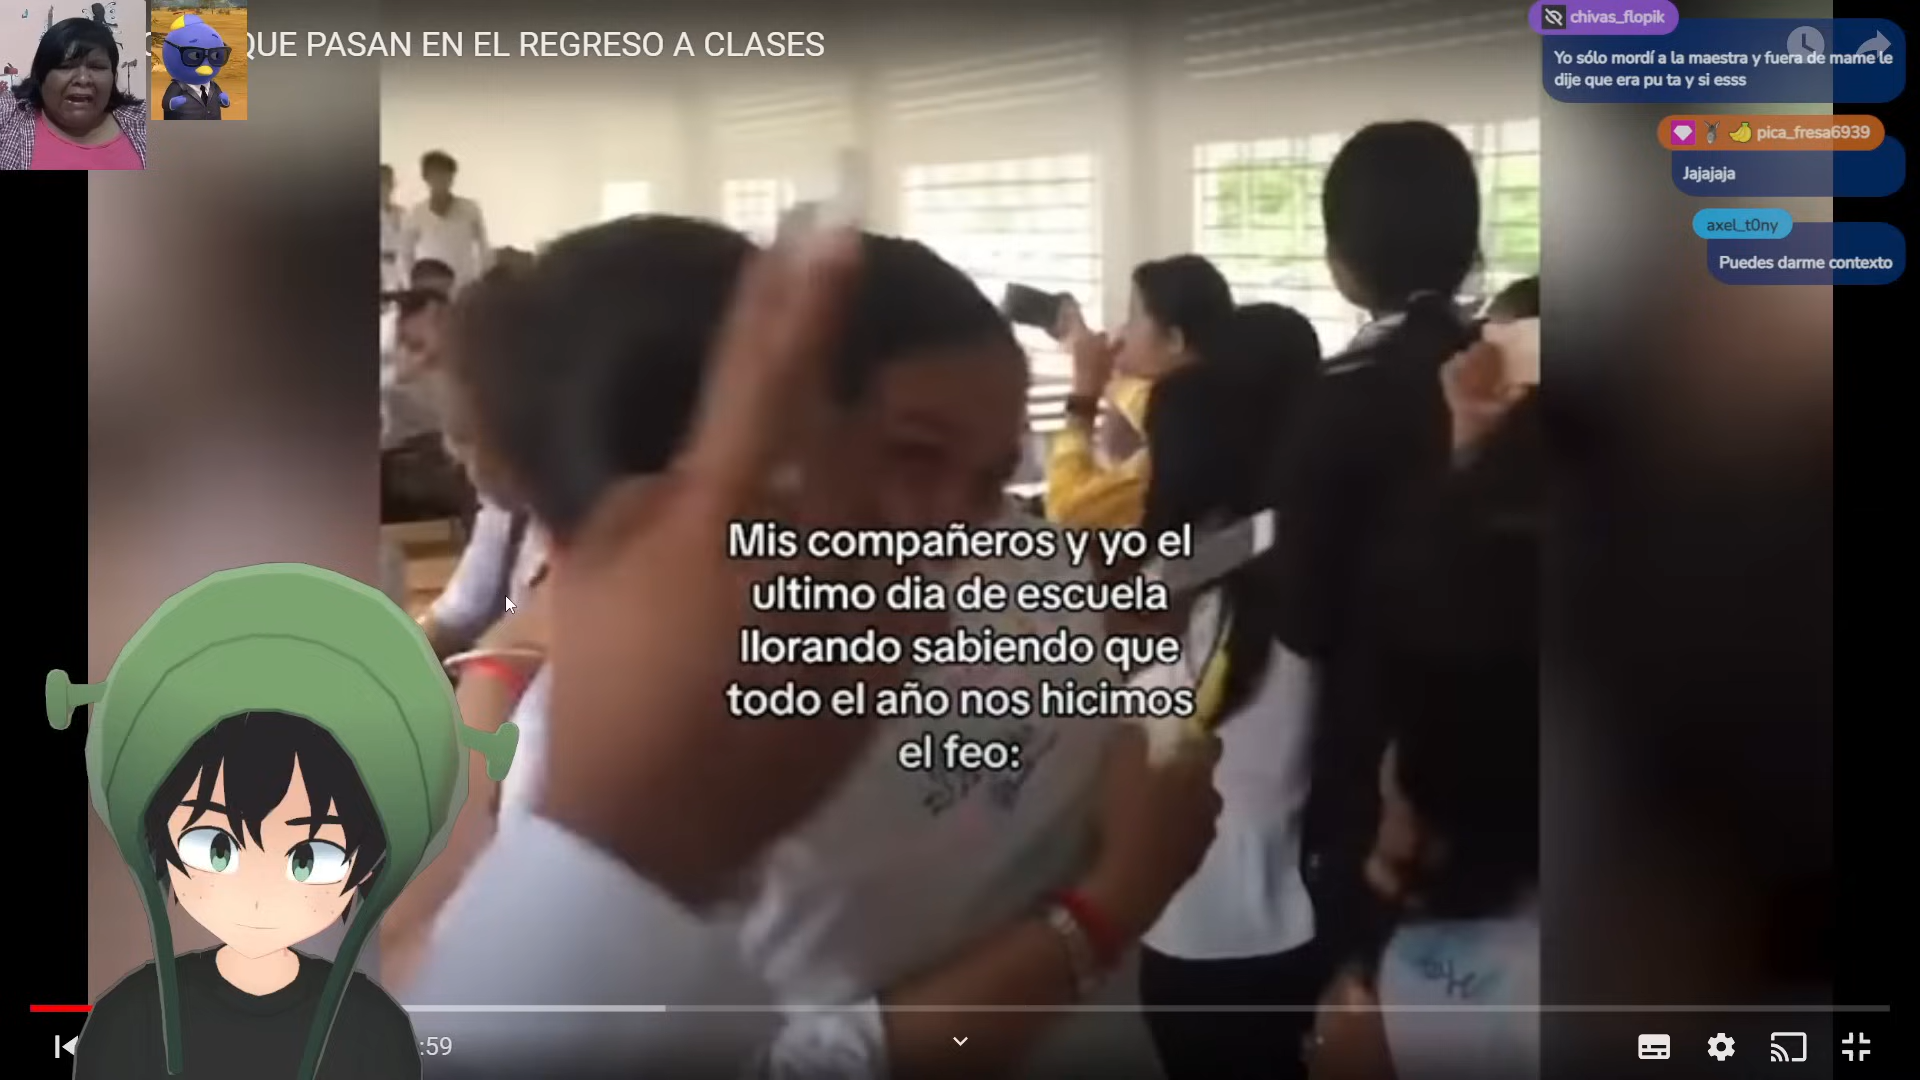 QUE PASAN EN EL REGRESO A CLASES
chivas_flopik
Yo sólo mordí a la maestra y fuera de mame le
dije que era pu ta y si esss
pica_fresa6939
Jajajaja
axel_t0ny
Puedes darme contexto
Mis compañeros y yo el
ultimo dia de escuela
llorando sabiendo que
todo el año nos hicimos
el feo:
:59